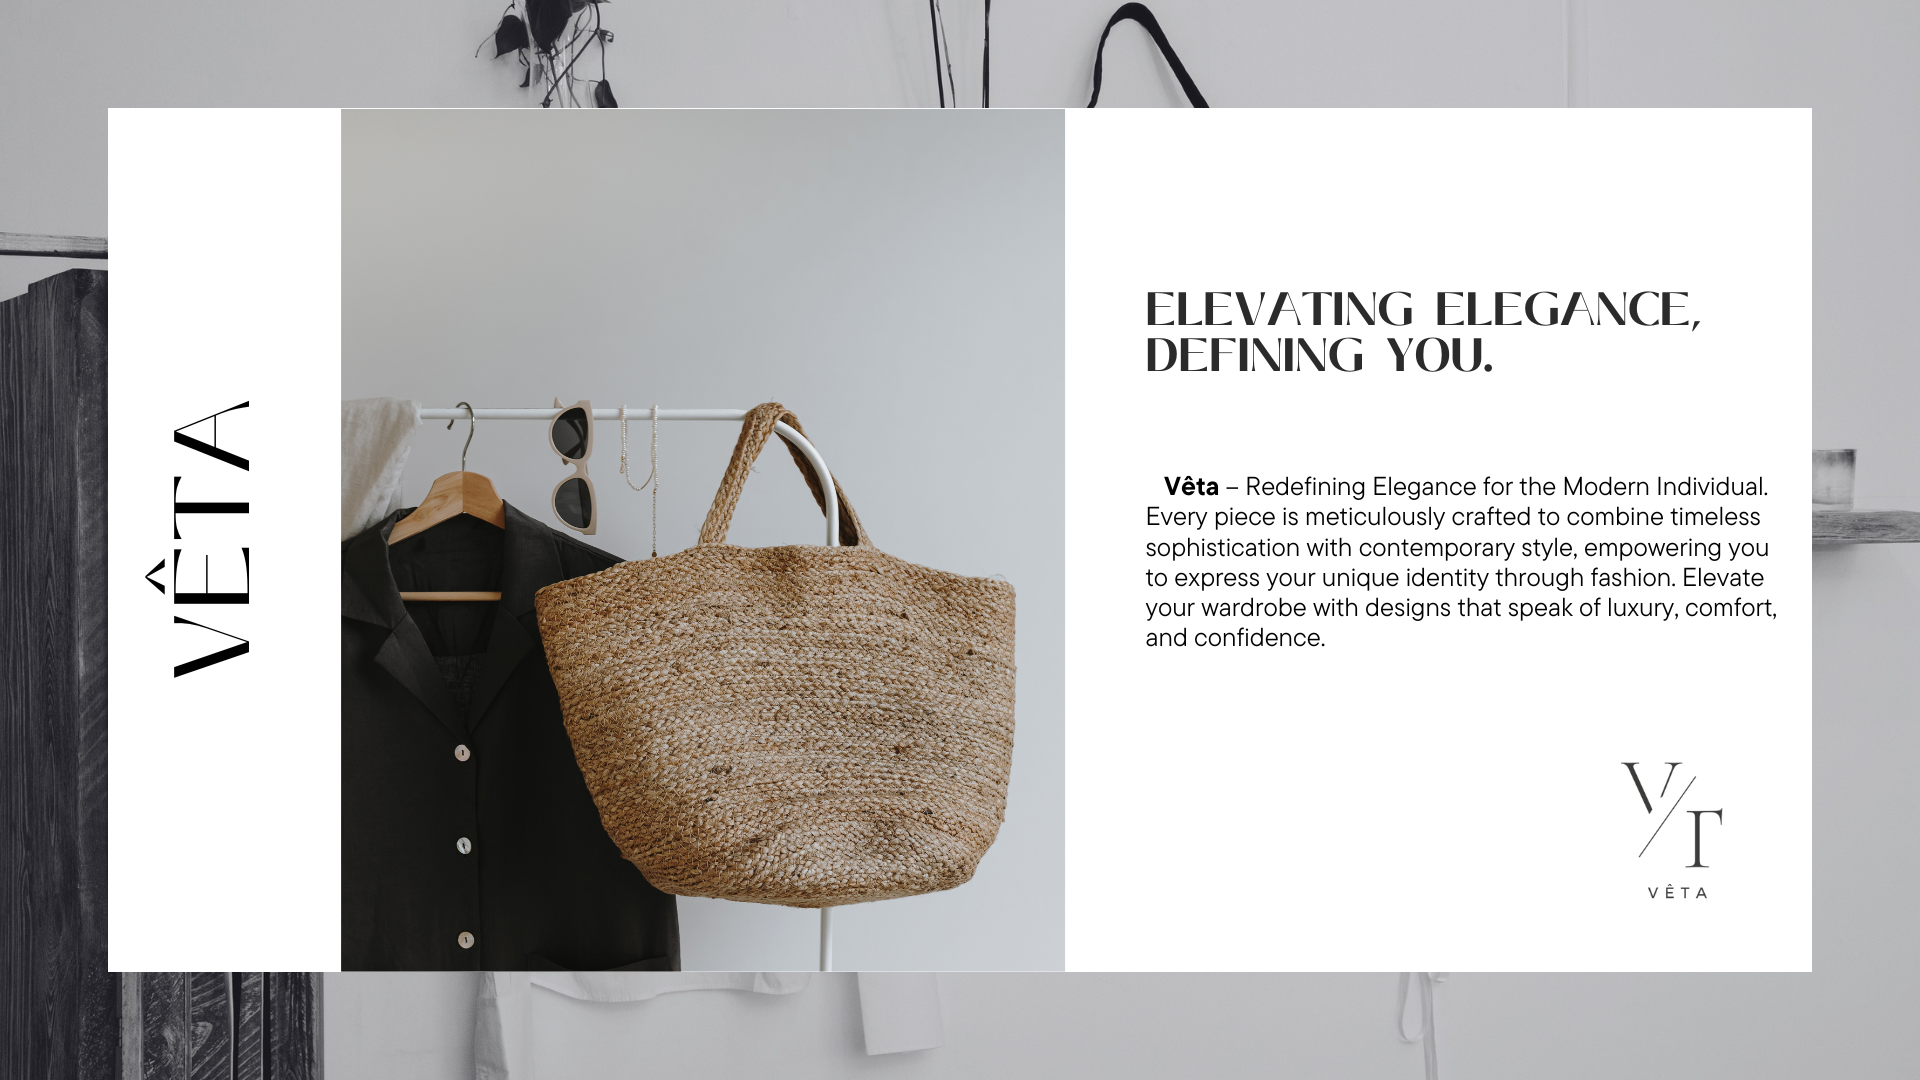 VÊTA
ELEVATING ELEGANCE,
DEFINING YOU.
Vêta – Redefining Elegance for the Modern Individual.
Every piece is meticulously crafted to combine timeless
sophistication with contemporary style, empowering you
to express your unique identity through fashion. Elevate
your wardrobe with designs that speak of luxury, comfort,
and confidence.
V/T
VÊTA